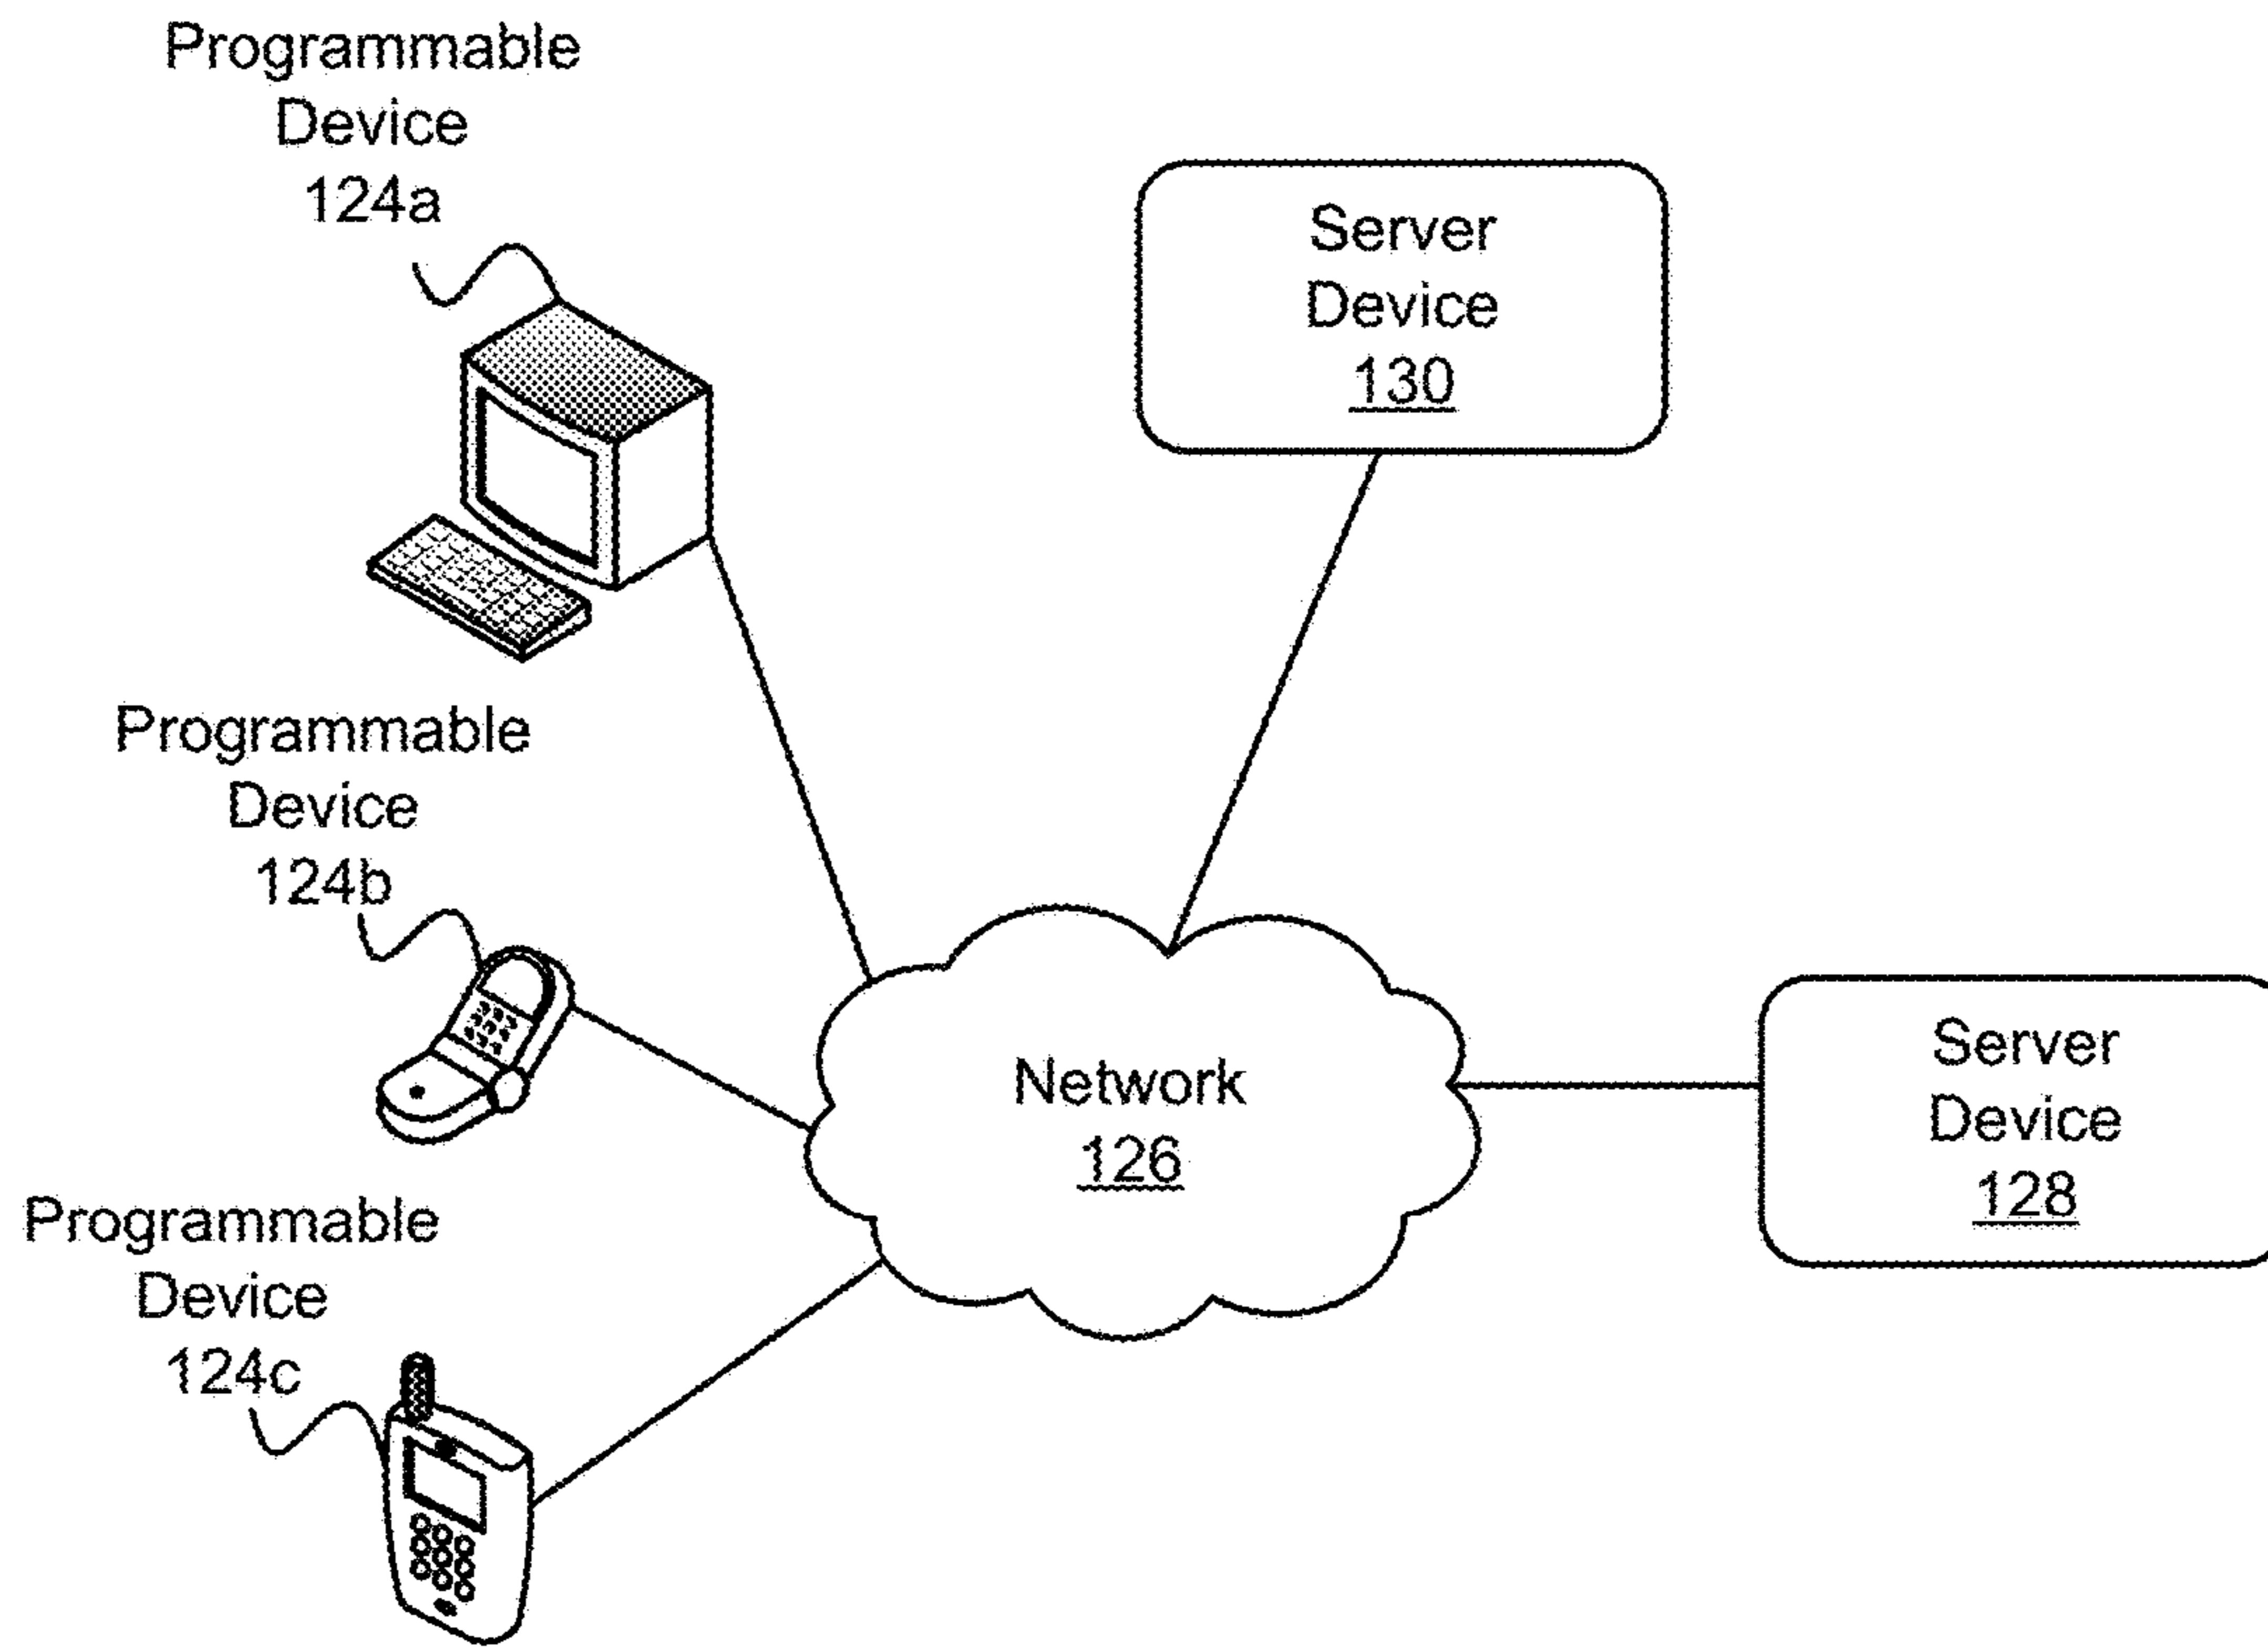 Programmable
Device
124a
Server
Device
130
Programmable
Device
124b
Network
126
Server
Device
128
Programmable
Device
124c